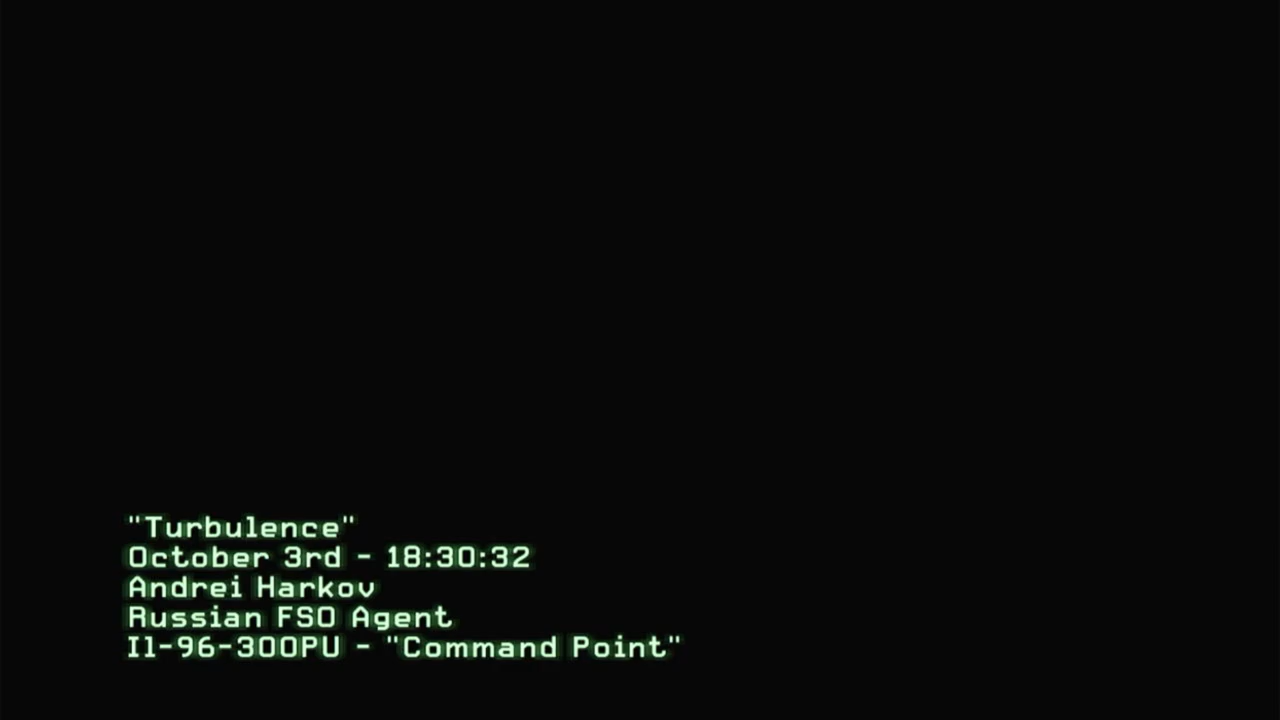 "Turbulence"
October 3rd - 18:30:32
Andrei Harkov
Russian FSO Agent
Il-96-300PU - "Command Point"